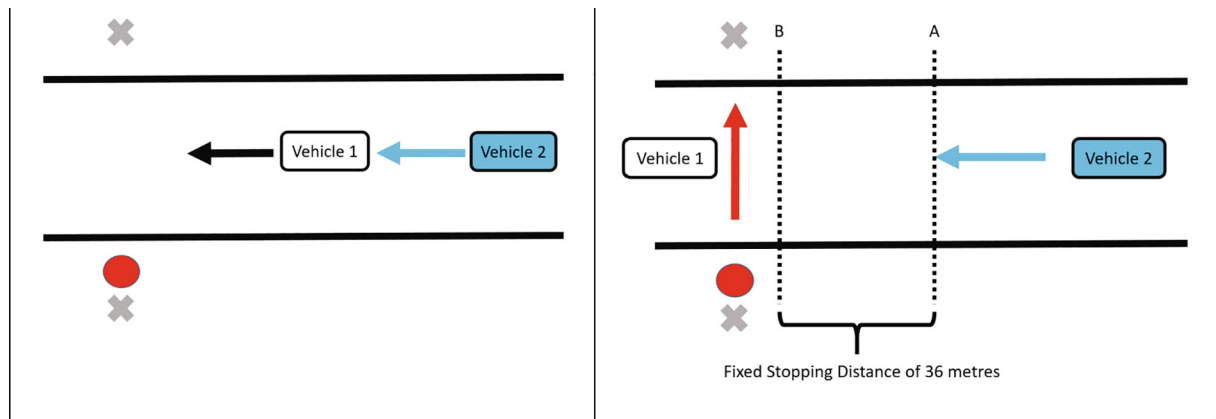 Vehicle 1
Vehicle 2
B
A
Vehicle 1
Vehicle 2
Fixed Stopping Distance of 36 metres